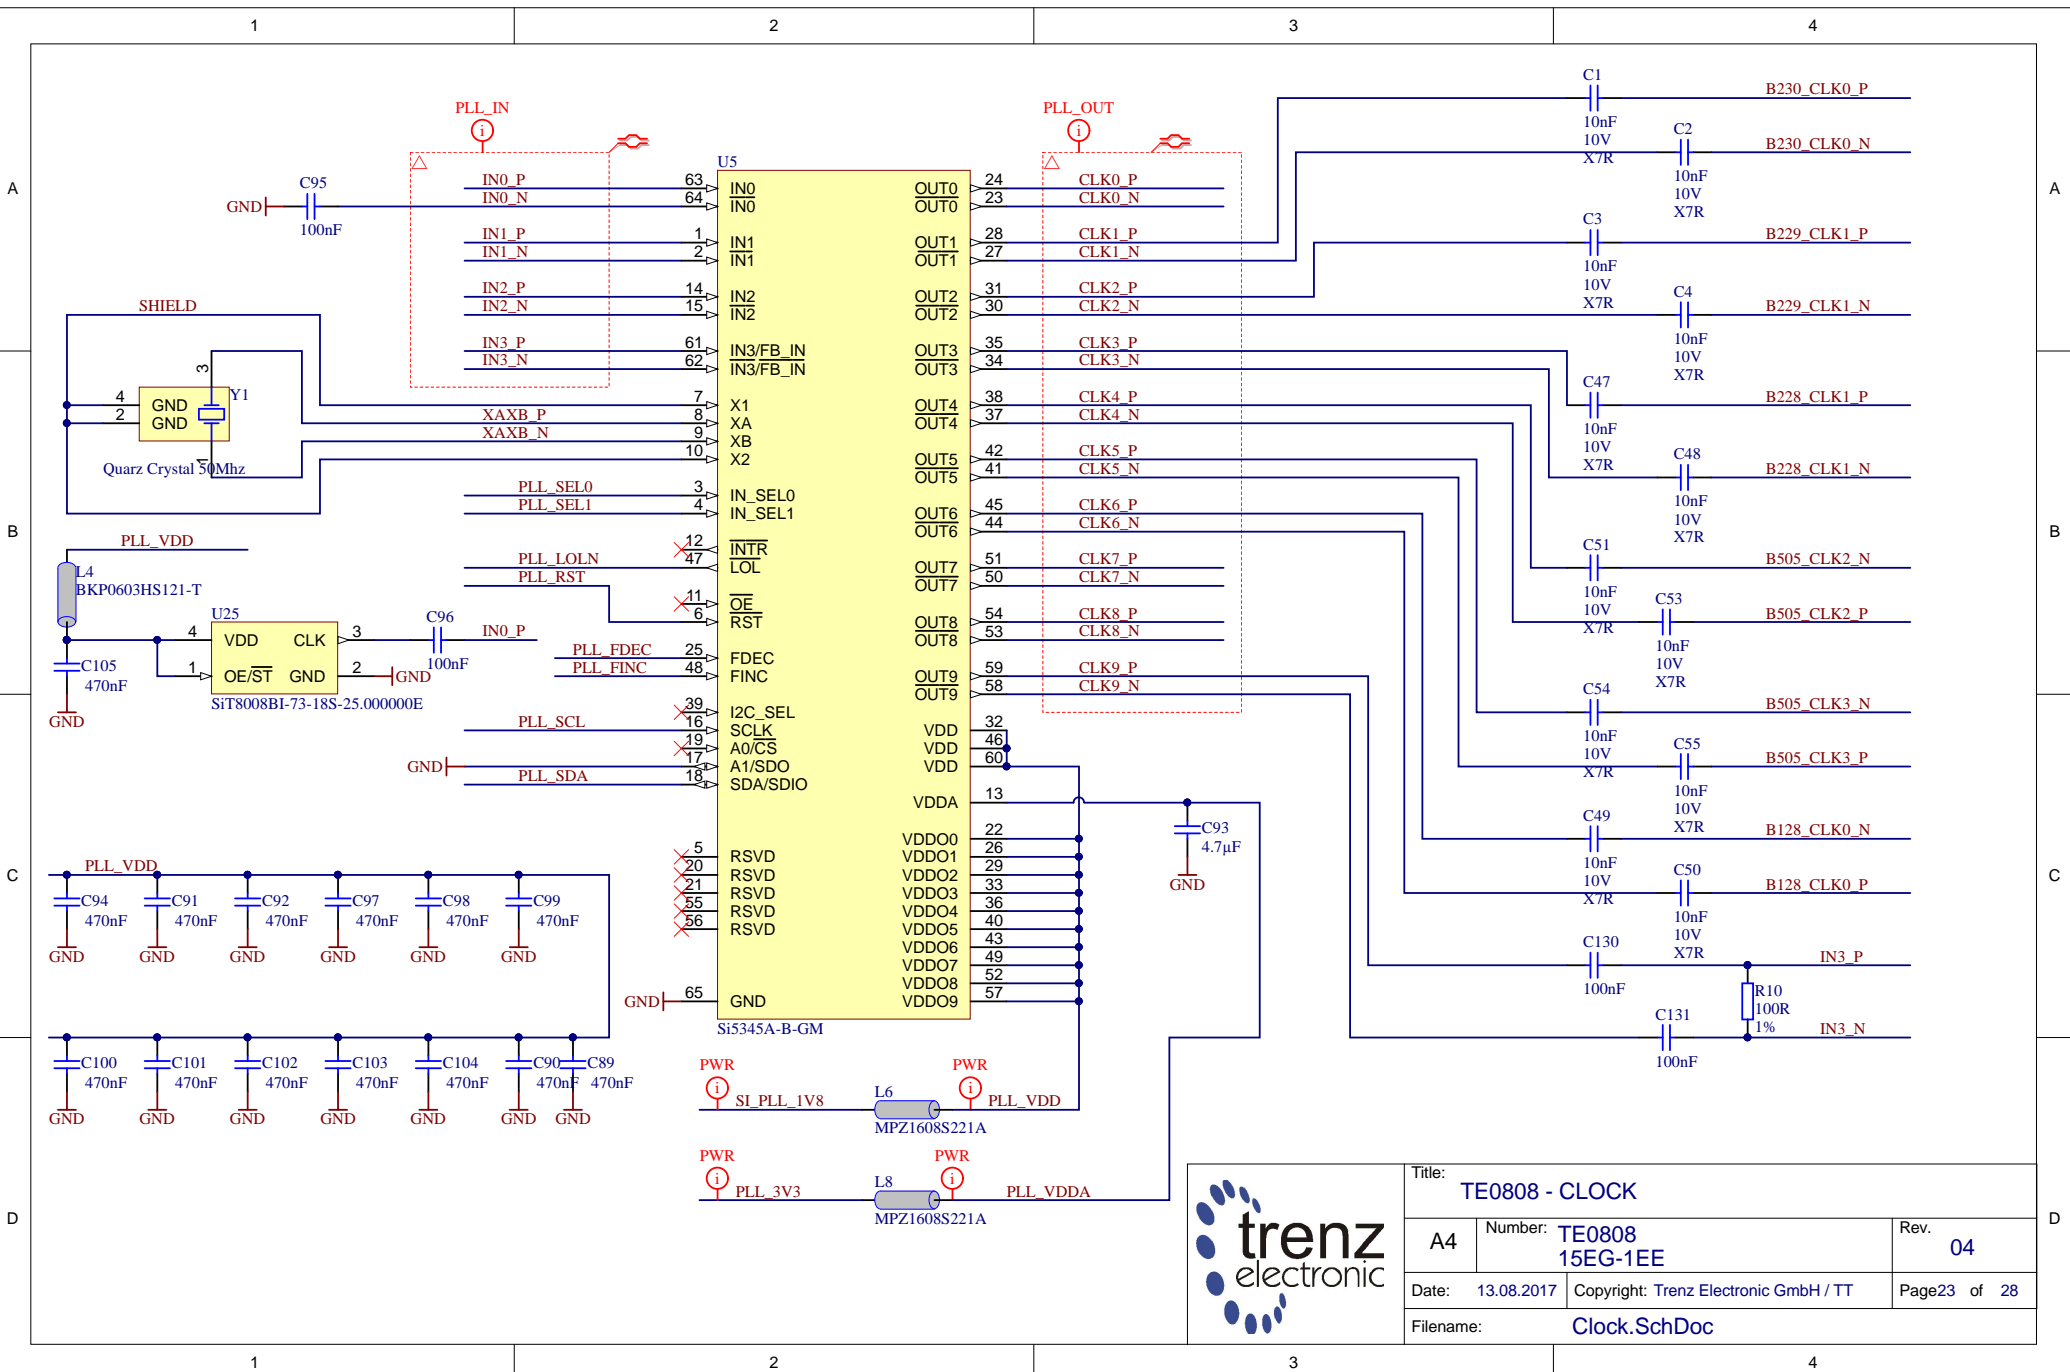 1 2 3 4
A B C D
PLL_IN
i
PLL_OUT
i
U5
C95
GND
100nF
IN0_P
IN0_N
IN1_P
IN1_N
IN2_P
IN2_N
IN3_P
IN3_N
63 IN0
64 IN0
1 IN1
2 IN1
14 IN2
15 IN2
61 IN3/FB_IN
62 IN3/FB_IN
7 X1
8 XA
9 XB
10 X2
3 IN_SEL0
4 IN_SEL1
12 INTR
47 LOL
11 OE
6 RST
25 FDEC
48 FINC
39 I2C_SEL
16 SCLK
19 A0/CS
17 A1/SDO
18 SDA/SDIO
5 RSVD
20 RSVD
21 RSVD
55 RSVD
56 RSVD
65 GND
GND
Si5345A-B-GM
SHIELD
3
4 GND
2 GND
Y1
1
Quarz Crystal 50Mhz
XAXB_P
XAXB_N
PLL_SEL0
PLL_SEL1
PLL_LOLN
PLL_RST
PLL_FDEC
PLL_FINC
PLL_SCL
GND
PLL_SDA
PLL_VDD
L4
BKP0603HS121-T
U25
4 VDD CLK 3
1 OE/ST GND 2
GND
SiT8008BI-73-18S-25.000000E
C96
100nF
IN0_P
C105
470nF
GND
OUT0 24 CLK0_P
OUT0 23 CLK0_N
OUT1 28 CLK1_P
OUT1 27 CLK1_N
OUT2 31 CLK2_P
OUT2 30 CLK2_N
OUT3 35 CLK3_P
OUT3 34 CLK3_N
OUT4 38 CLK4_P
OUT4 37 CLK4_N
OUT5 42 CLK5_P
OUT5 41 CLK5_N
OUT6 45 CLK6_P
OUT6 44 CLK6_N
OUT7 51 CLK7_P
OUT7 50 CLK7_N
OUT8 54 CLK8_P
OUT8 53 CLK8_N
OUT9 59 CLK9_P
OUT9 58 CLK9_N
VDD 32
VDD 46
VDD 60
VDDA 13
VDDO0 22
VDDO1 26
VDDO2 29
VDDO3 33
VDDO4 36
VDDO5 40
VDDO6 43
VDDO7 49
VDDO8 52
VDDO9 57
C93
4.7µF
GND
C1
10nF
10V
X7R
B230_CLK0_P
C2
10nF
10V
X7R
B230_CLK0_N
C3
10nF
10V
X7R
B229_CLK1_P
C4
10nF
10V
X7R
B229_CLK1_N
C47
10nF
10V
X7R
B228_CLK1_P
C48
10nF
10V
X7R
B228_CLK1_N
C51
10nF
10V
X7R
B505_CLK2_N
C53
10nF
10V
X7R
B505_CLK2_P
C54
10nF
10V
X7R
B505_CLK3_N
C55
10nF
10V
X7R
B505_CLK3_P
C49
10nF
10V
X7R
B128_CLK0_N
C50
10nF
10V
X7R
B128_CLK0_P
C130
100nF
IN3_P
R10
100R
1%
C131
100nF
IN3_N
PLL_VDD
C94 C91 C92 C97 C98 C99
470nF 470nF 470nF 470nF 470nF 470nF
GND GND GND GND GND GND
C100 C101 C102 C103 C104 C90 C89
470nF 470nF 470nF 470nF 470nF 470nF 470nF
GND GND GND GND GND GND GND
PWR PWR
i i
SI_PLL_1V8 L6 PLL_VDD
MPZ1608S221A
PWR PWR
i i
PLL_3V3 L8 PLL_VDDA
MPZ1608S221A
trenz
electronic
Title:
TE0808 - CLOCK
A4
Number: TE0808
15EG-1EE
Rev.
04
Date: 13.08.2017
Copyright: Trenz Electronic GmbH / TT
Page23 of 28
Filename: Clock.SchDoc
A B C D
1 2 3 4